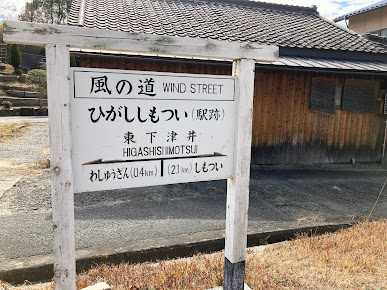 風の道 WIND STREET
ひがししもつい(駅跡)
東下津井
HIGASHISHIMOTSUI
わしゅうざん(0.4km) (2.1km)しもつい